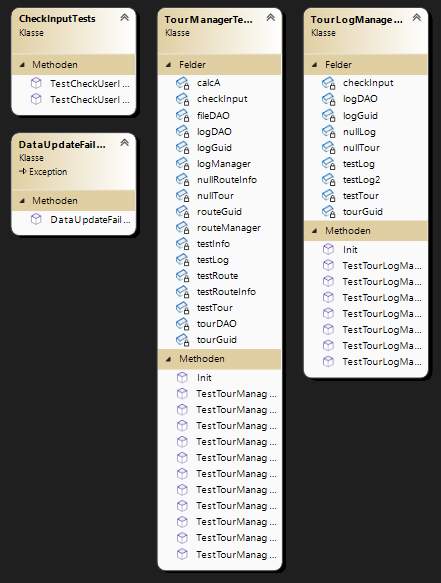 CheckInputTests
Klasse
Methoden
TestCheckUserI ...
TestCheckUserI ...
DataUpdateFail...
Klasse
Exception
Methoden
DataUpdateFail ...
TourManagerTe...
Klasse
Felder
calcA
checkInput
fileDAO
logDAO
logGuid
logManager
nullRouteInfo
nullTour
routeGuid
routeManager
testInfo
testLog
testRoute
testRouteInfo
testTour
tourDAO
tourGuid
Methoden
Init
TestTourManag ...
TestTourManag ...
TestTourManag ...
TestTourManag ...
TestTourManag ...
TestTourManag ...
TestTourManag ...
TestTourManag ...
TestTourManag ...
TestTourManag ...
TestTourManag ...
TourLogManage...
Klasse
Felder
checkInput
logDAO
logGuid
nullLog
nullTour
testLog
testLog2
testTour
tourGuid
Methoden
Init
TestTourLogMa...
TestTourLogMa...
TestTourLogMa...
TestTourLogMa...
TestTourLogMa...
TestTourLogMa...
TestTourLogMa...